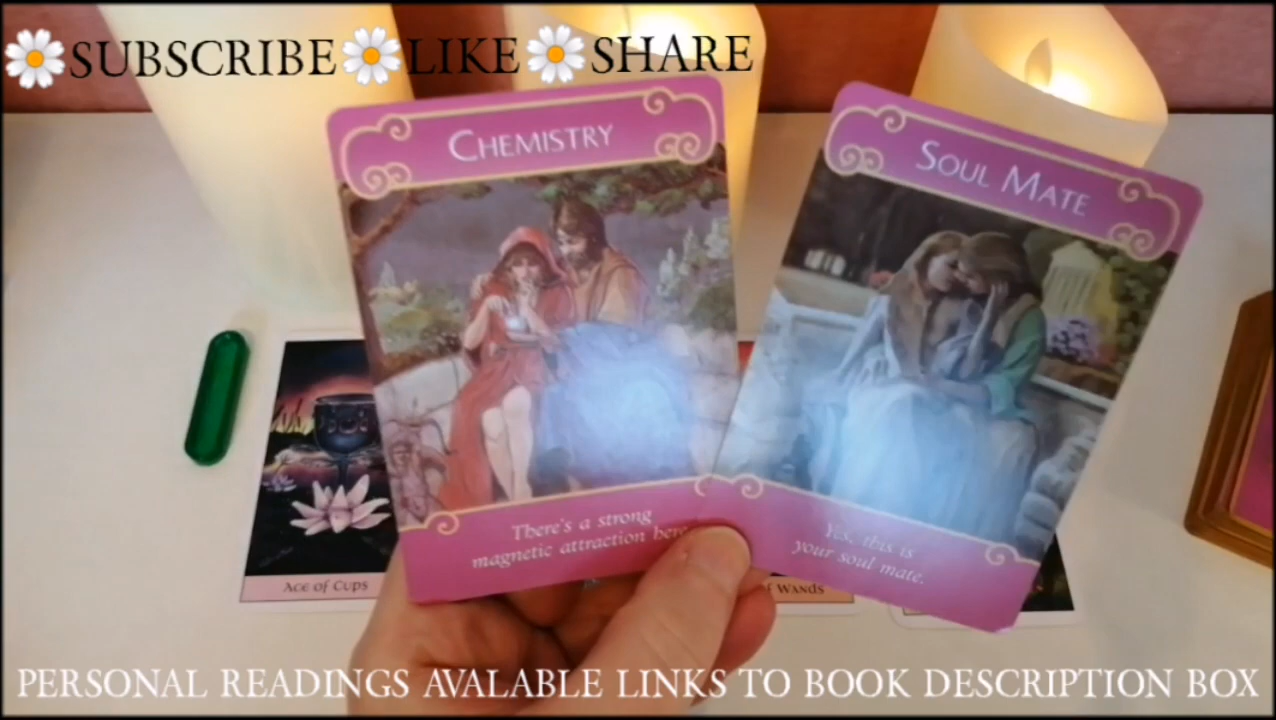 SUBSCRIBE LIKE SHARE
CHEMISTRY
SOUL MATE
There's a strong
magnetic attraction here
Yes, this is
your soul mate.
ACE OF CUPS
OF WANDS
PERSONAL READINGS AVALABLE LINKS TO BOOK DESCRIPTION BOX